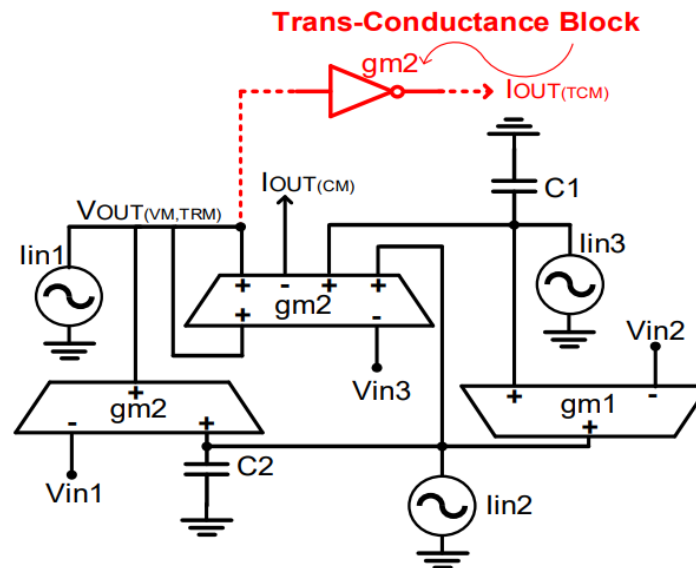 Trans-Conductance Block
gm2
IOUT(TCM)
IOUT(CM)
C1
VOUT(VM,TRM)
Iin1
Iin3
+ - + +
gm2
+ -
Vin2
Vin3
+
gm2
- +
+ -
gm1
+
C2
Vin1
Iin2